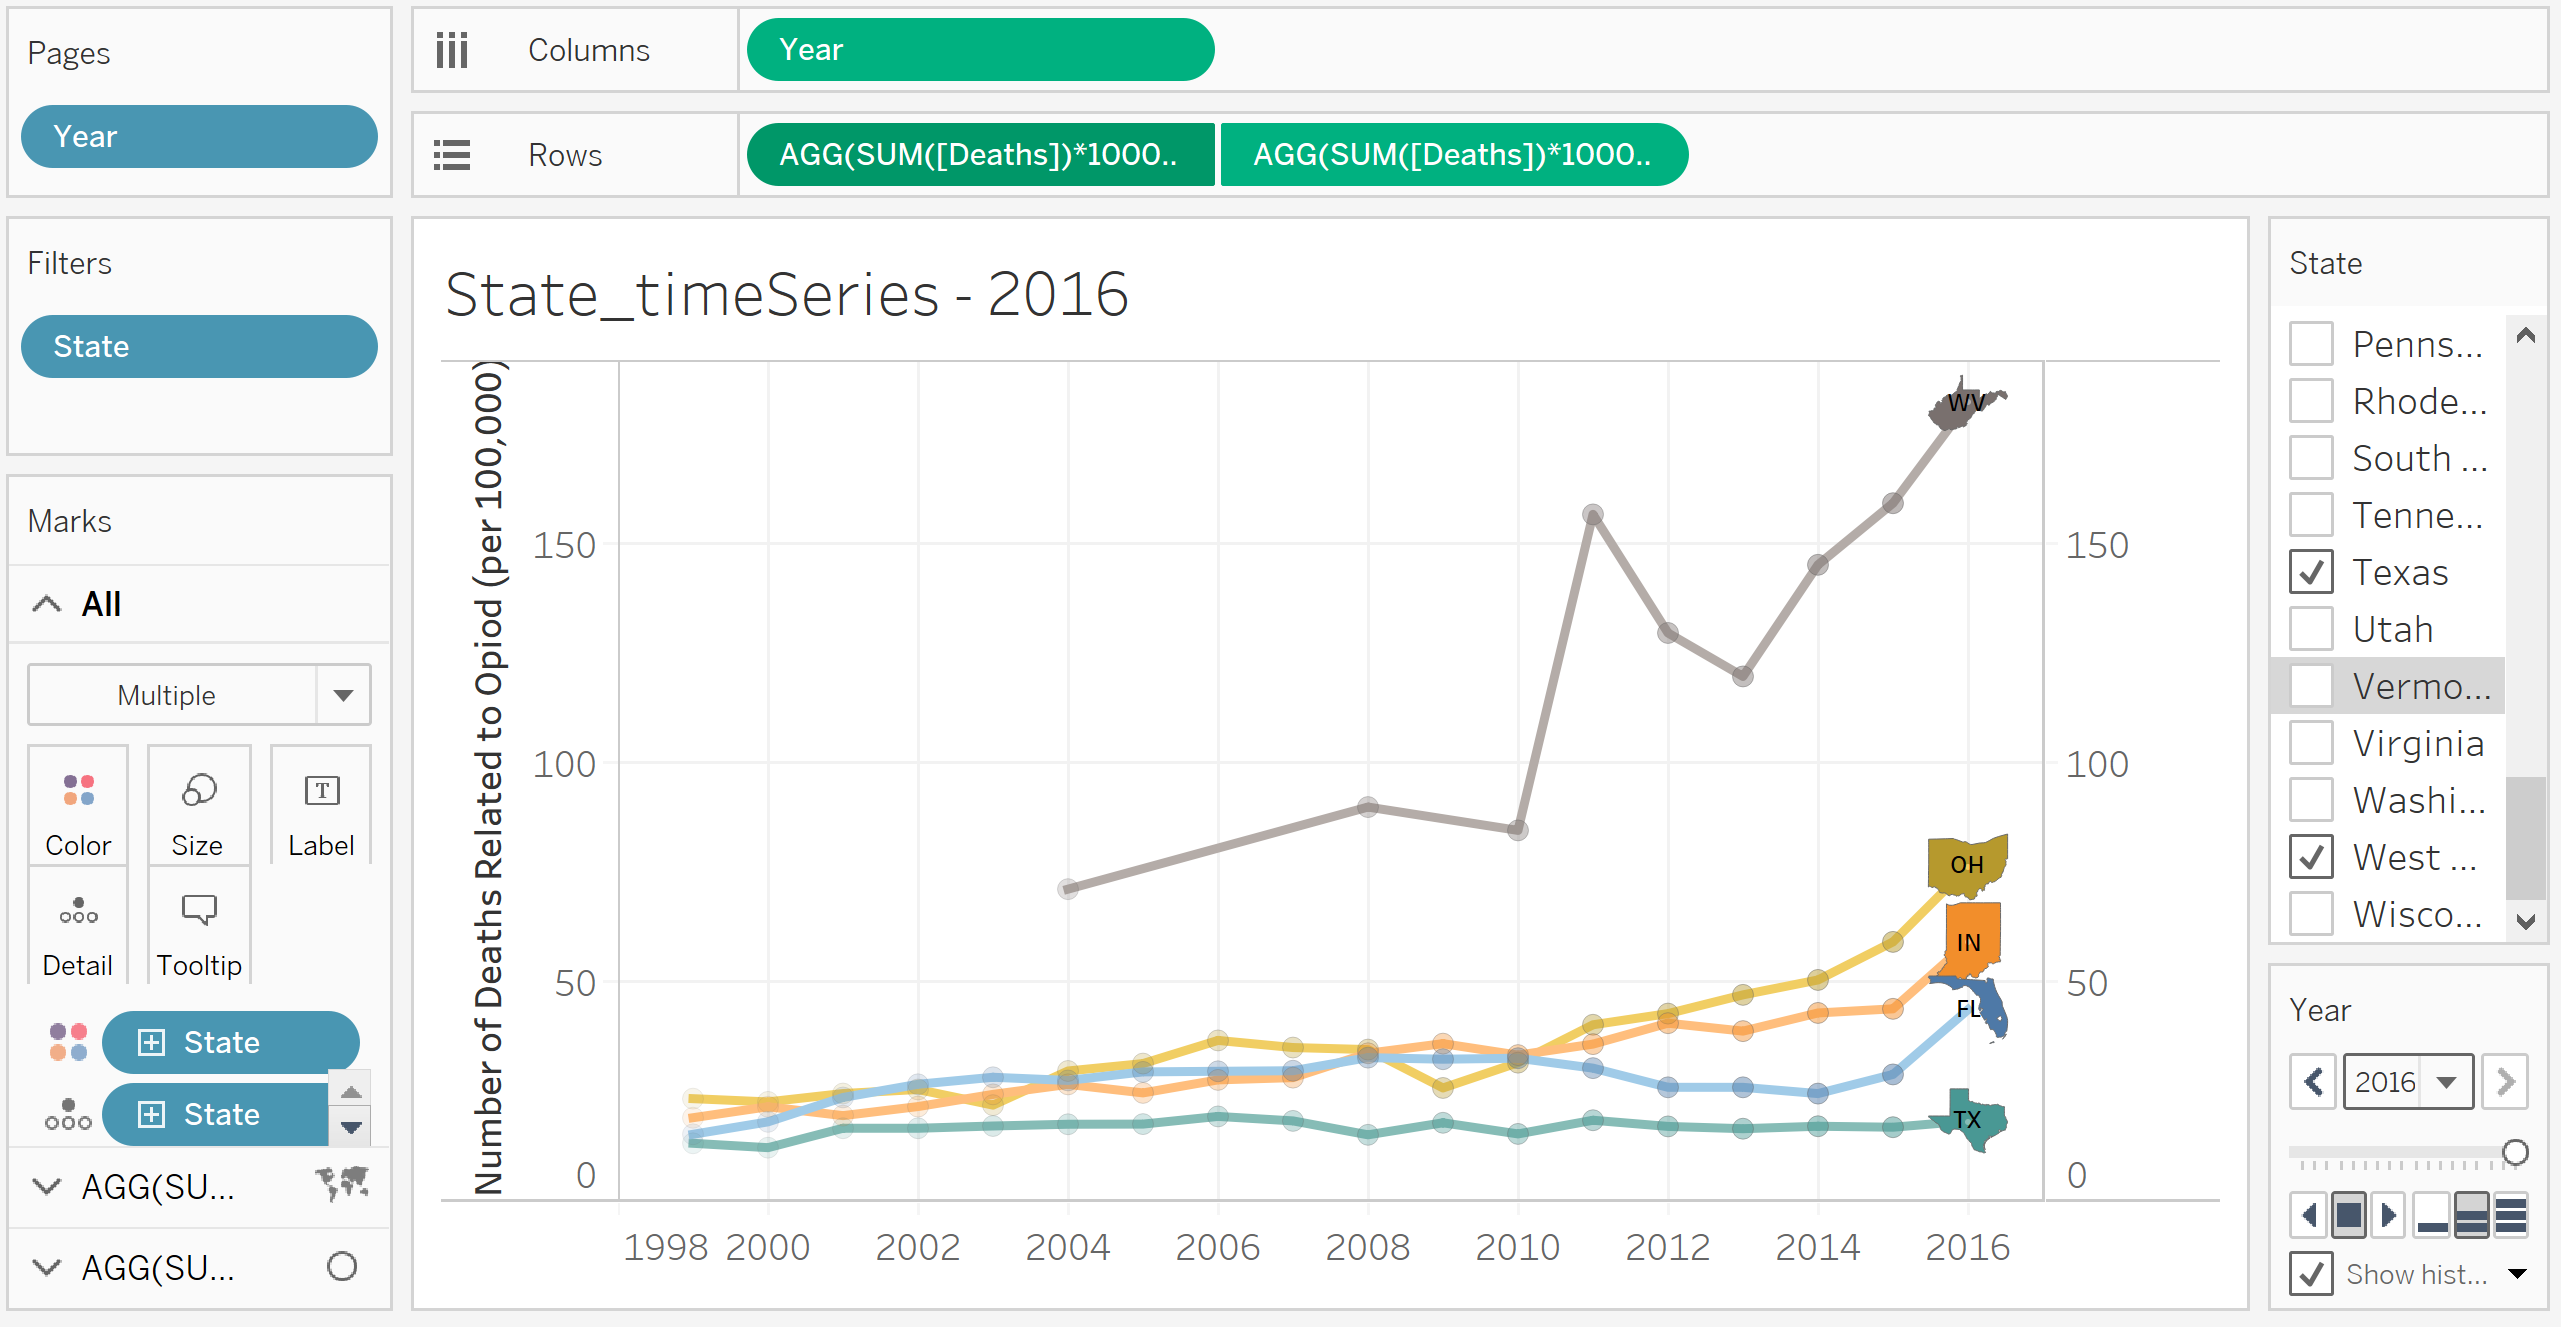 Pages
Year
Filters
State
Marks
All
Multiple
Color
Size
Label
Detail
Tooltip
State
State
AGG(SU...
AGG(SU...
Columns
Year
Rows
AGG(SUM([Deaths])*1000..
AGG(SUM([Deaths])*1000..
State_timeSeries - 2016
Number of Deaths Related to Opiod (per 100,000)
150
100
50
0
WV
OH
IN
FL
TX
150
100
50
0
1998 2000 2002 2004 2006 2008 2010 2012 2014 2016
State
Penns...
Rhode...
South ...
Tenne...
Texas
Utah
Vermo...
Virginia
Washi...
West ...
Wisco...
Year
2016
Show hist...